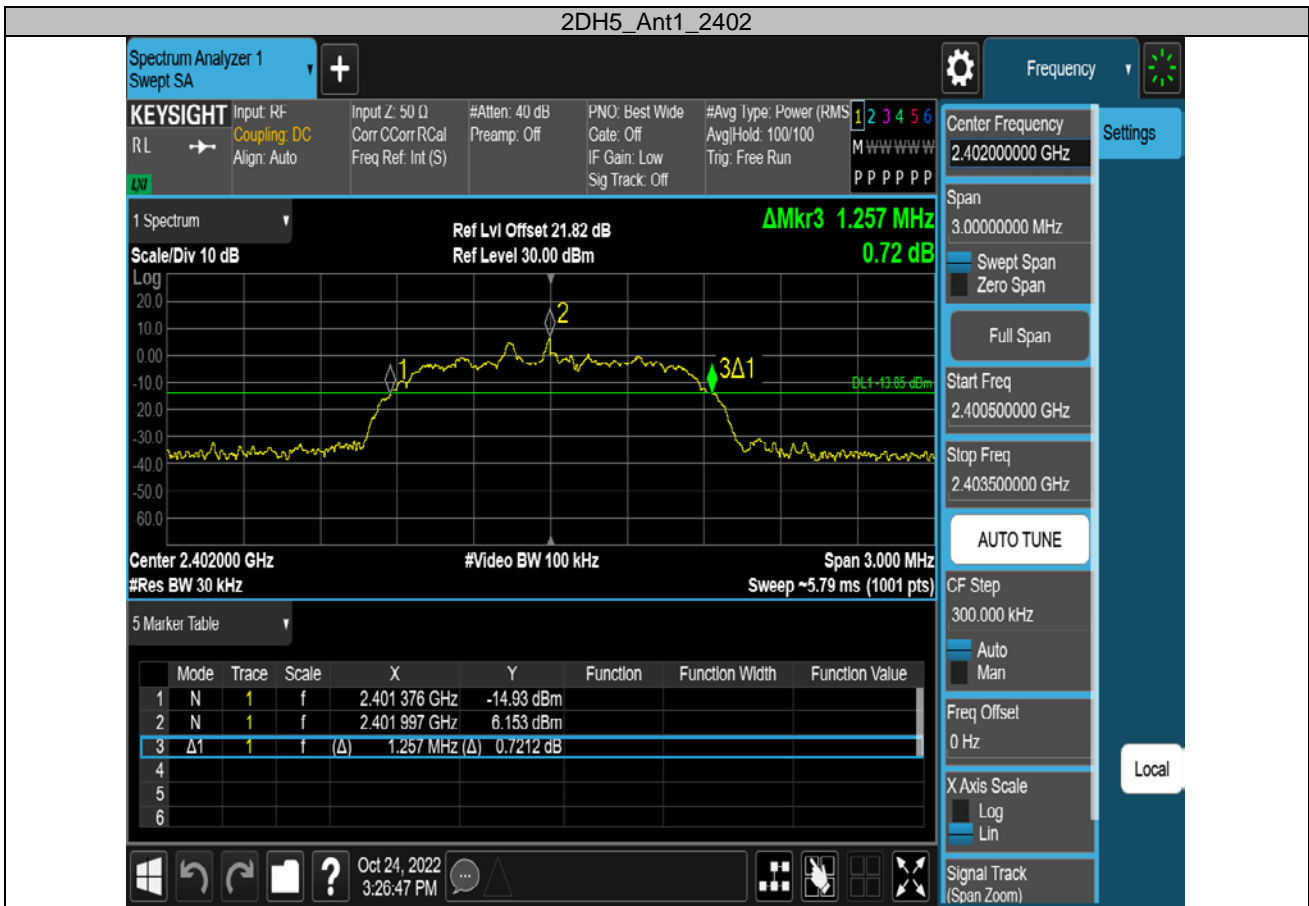 2DH5_Ant1_2402
Spectrum Analyzer 1
Swept SA
+
Frequency
KEYSIGHT
RL
LXI
Input: RF
Coupling: DC
Align: Auto
Input Z: 50 Ω
Corr CCorr RCal
Freq Ref: Int (S)
#Atten: 40 dB
Preamp: Off
PNO: Best Wide
Gate: Off
IF Gain: Low
Sig Track: Off
#Avg Type: Power (RMS
Avg|Hold: 100/100
Trig: Free Run
1 2 3 4 5 6
M W W W W W
P P P P P P
1 Spectrum
Scale/Div 10 dB
Ref Lvl Offset 21.82 dB
Ref Level 30.00 dBm
ΔMkr3 1.257 MHz
0.72 dB
Log
20.0
10.0
0.00
-10.0
20.0
-30.0
-40.0
-50.0
60.0
1
2
3Δ1
DL1 -13.85 dBm
Center 2.402000 GHz
#Video BW 100 kHz
Span 3.000 MHz
#Res BW 30 kHz
Sweep ~5.79 ms (1001 pts)
5 Marker Table
Mode Trace Scale X Y Function Function Width Function Value
1 N 1 f 2.401 376 GHz -14.93 dBm
2 N 1 f 2.401 997 GHz 6.153 dBm
3 Δ1 1 f (Δ) 1.257 MHz (Δ) 0.7212 dB
4
5
6
?
Oct 24, 2022
3:26:47 PM
Center Frequency
2.402000000 GHz
Settings
Span
3.00000000 MHz
Swept Span
Zero Span
Full Span
Start Freq
2.400500000 GHz
Stop Freq
2.403500000 GHz
AUTO TUNE
CF Step
300.000 kHz
Auto
Man
Freq Offset
0 Hz
X Axis Scale
Log
Lin
Local
Signal Track
(Span Zoom)